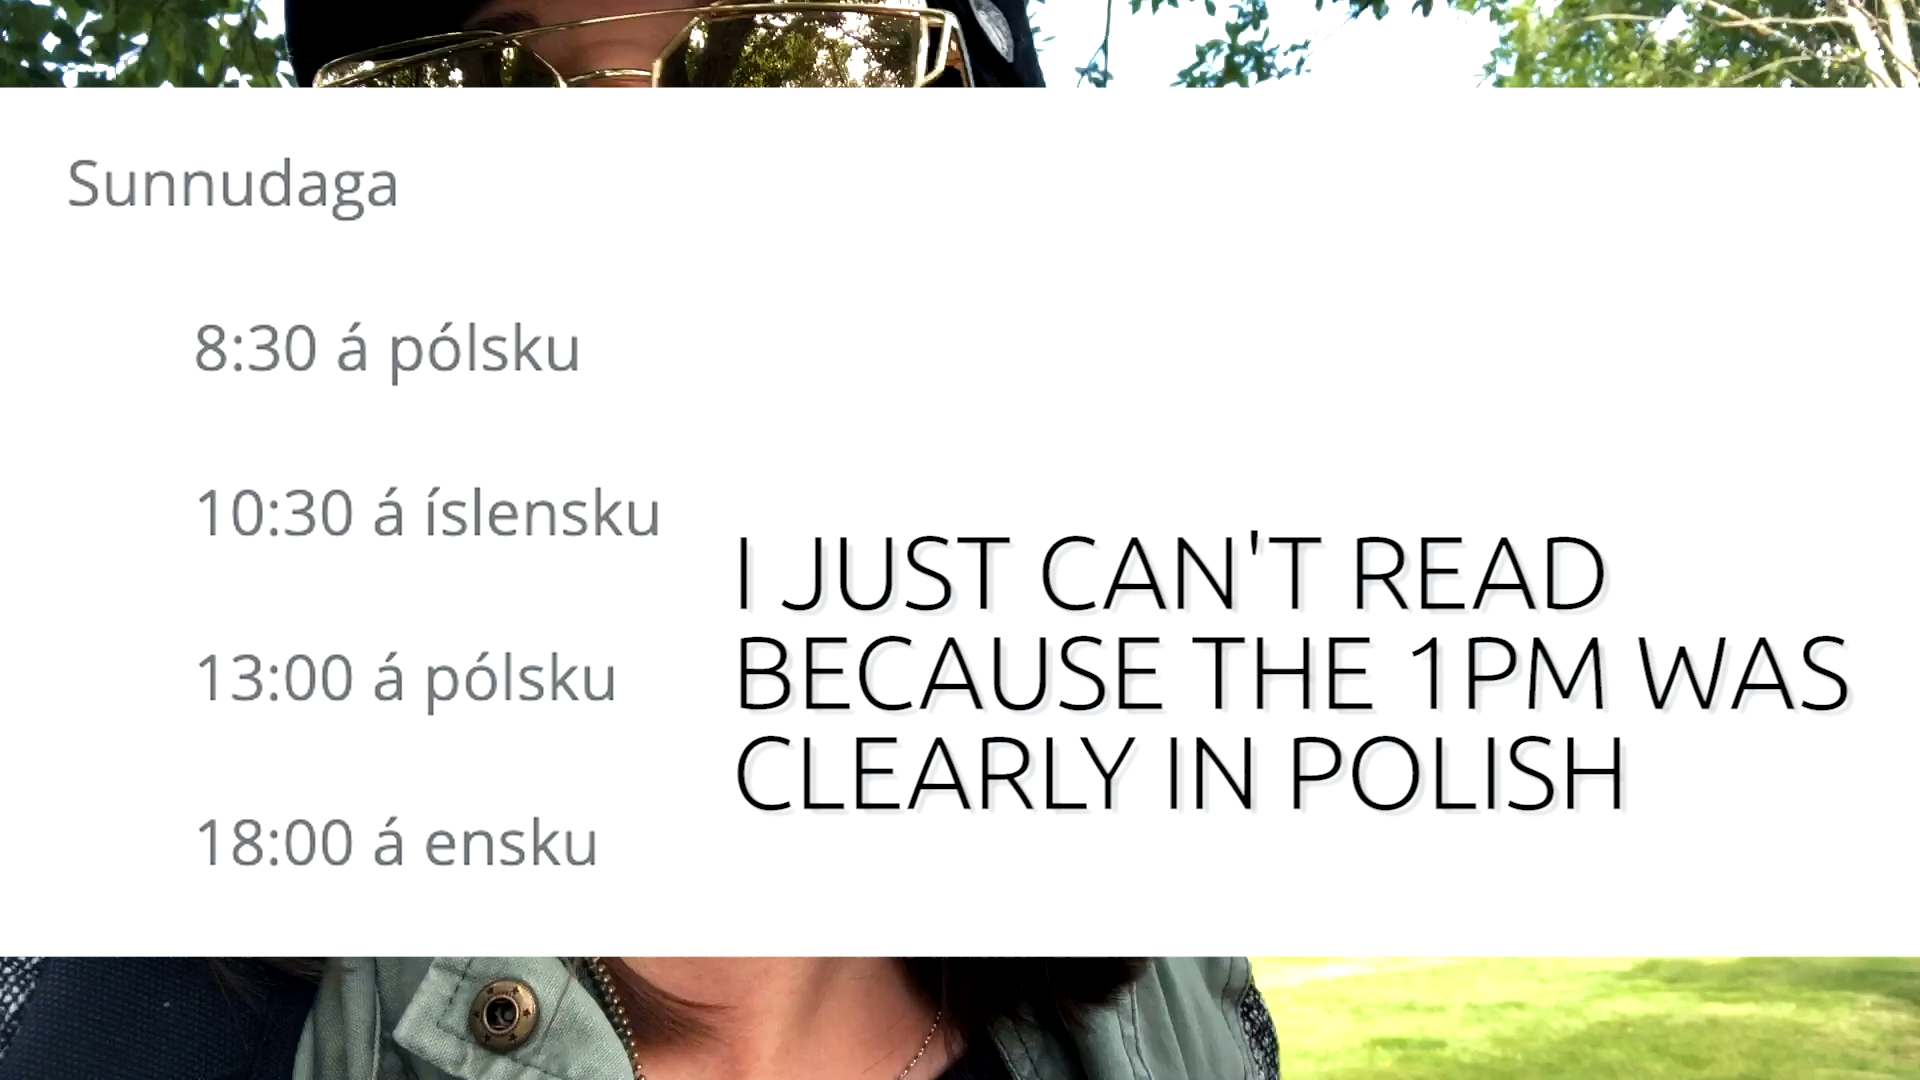 Sunnudaga
8:30 á pólsku
10:30 á íslensku
13:00 á pólsku
18:00 á ensku
I JUST CAN'T READ
BECAUSE THE 1PM WAS
CLEARLY IN POLISH